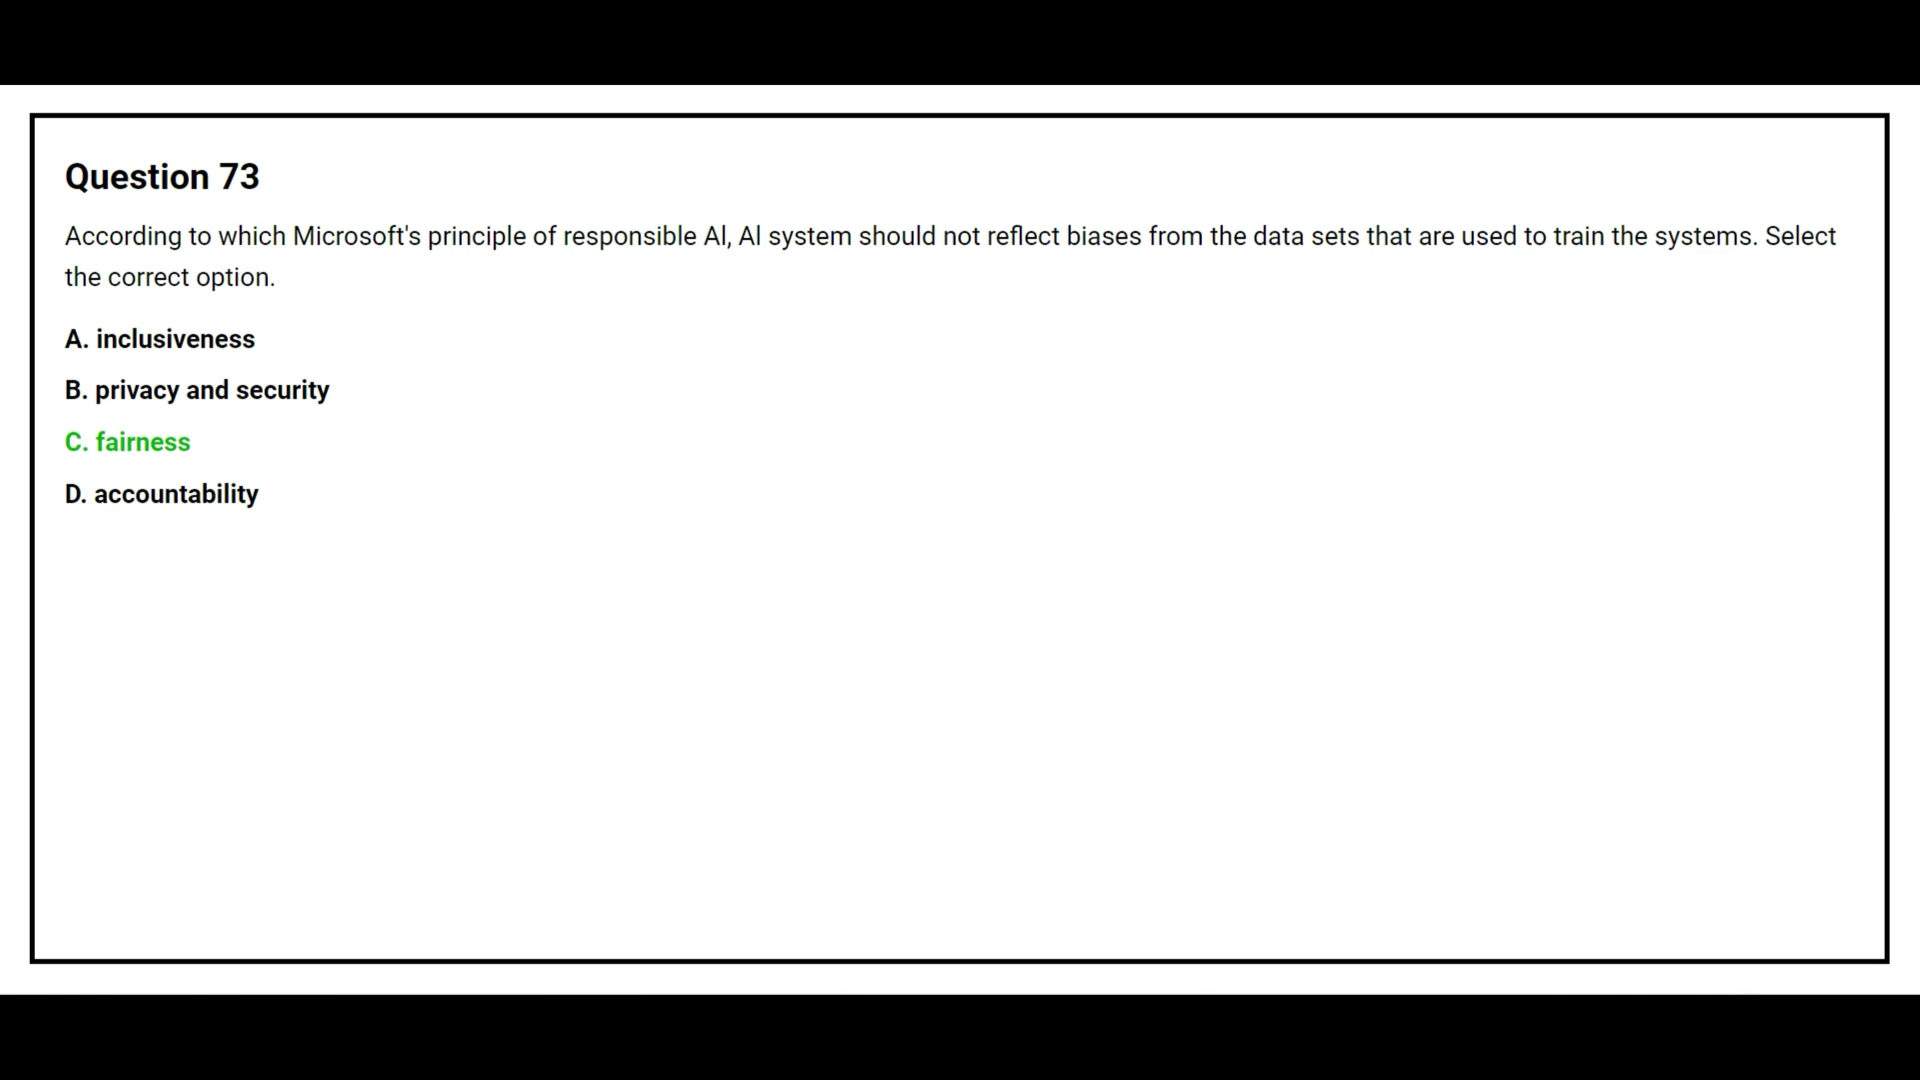 Question 73
According to which Microsoft's principle of responsible AI, AI system should not reflect biases from the data sets that are used to train the systems. Select
the correct option.
A. inclusiveness
B. privacy and security
C. fairness
D. accountability